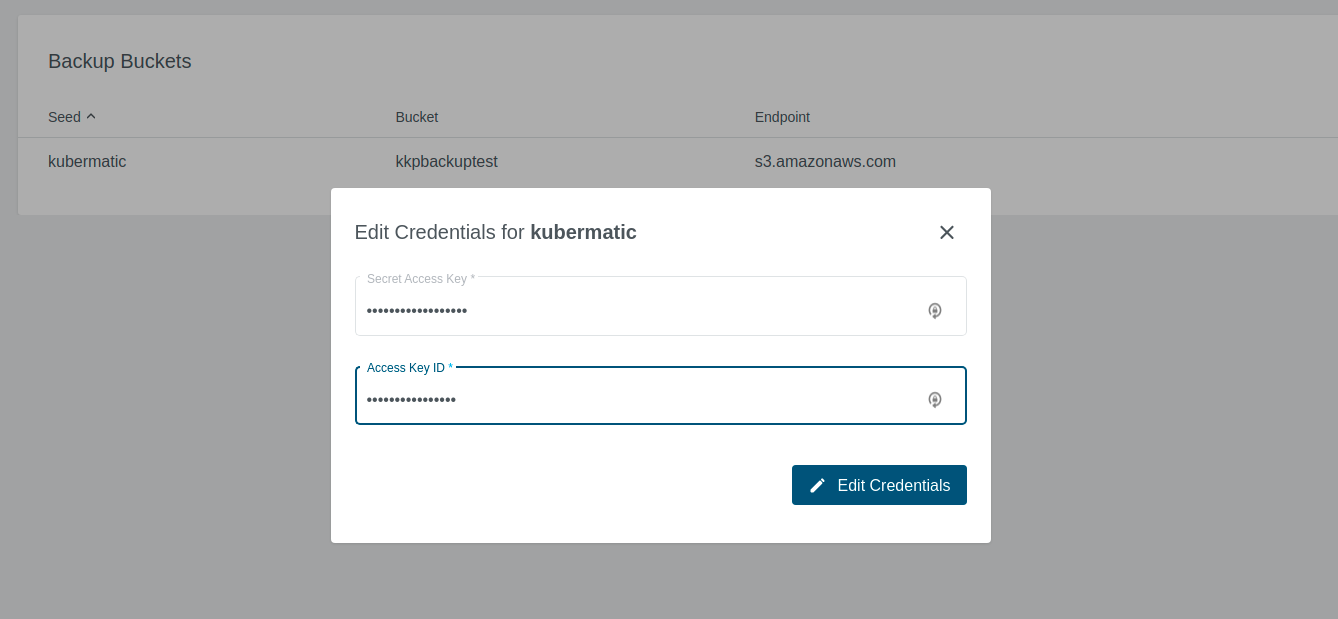 Backup Buckets
Seed Bucket Endpoint
kubermatic kkpbackuptest s3.amazonaws.com
Edit Credentials for kubermatic
Secret Access Key *
•••••••••••••••••••
Access Key ID *
••••••••••••••••
Edit Credentials